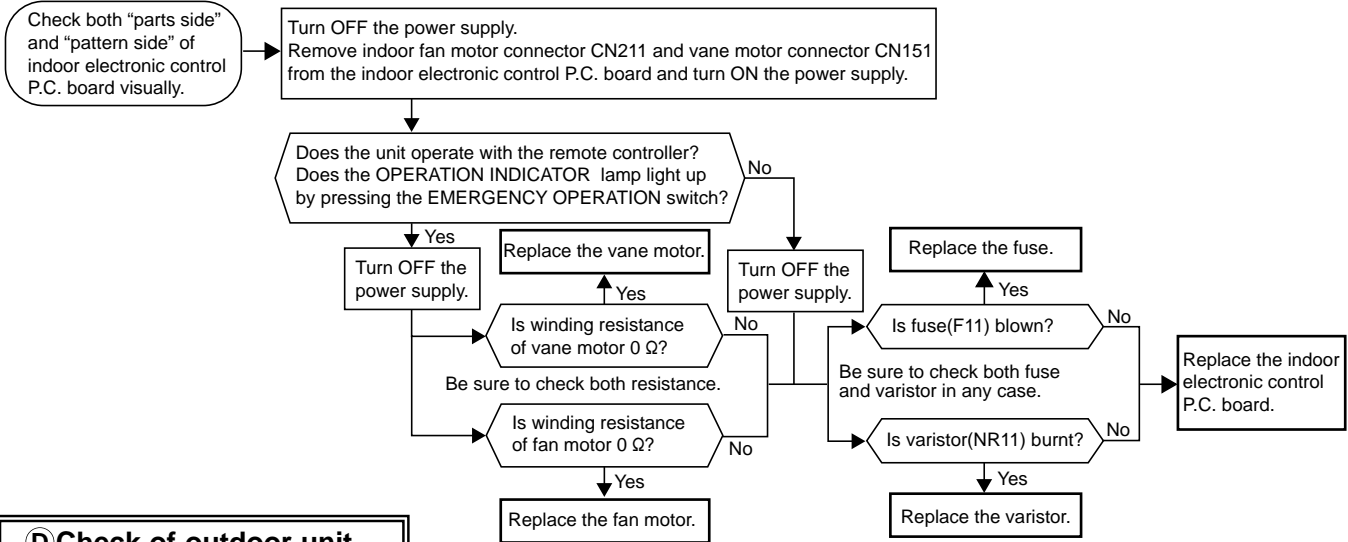 Check both “parts side”
and “pattern side” of
indoor electronic control
P.C. board visually.
Turn OFF the power supply.
Remove indoor fan motor connector CN211 and vane motor connector CN151
from the indoor electronic control P.C. board and turn ON the power supply.
Does the unit operate with the remote controller?
Does the OPERATION INDICATOR lamp light up
by pressing the EMERGENCY OPERATION switch?
No
Yes
Turn OFF the
power supply.
Replace the vane motor.
Yes
Is winding resistance
of vane motor 0 Ω?
No
Be sure to check both resistance.
Is winding resistance
of fan motor 0 Ω?
No
Yes
Replace the fan motor.
Turn OFF the
power supply.
Replace the fuse.
Yes
Is fuse(F11) blown?
No
Be sure to check both fuse
and varistor in any case.
Is varistor(NR11) burnt?
No
Yes
Replace the varistor.
Replace the indoor
electronic control
P.C. board.
ⒹCheck of outdoor unit